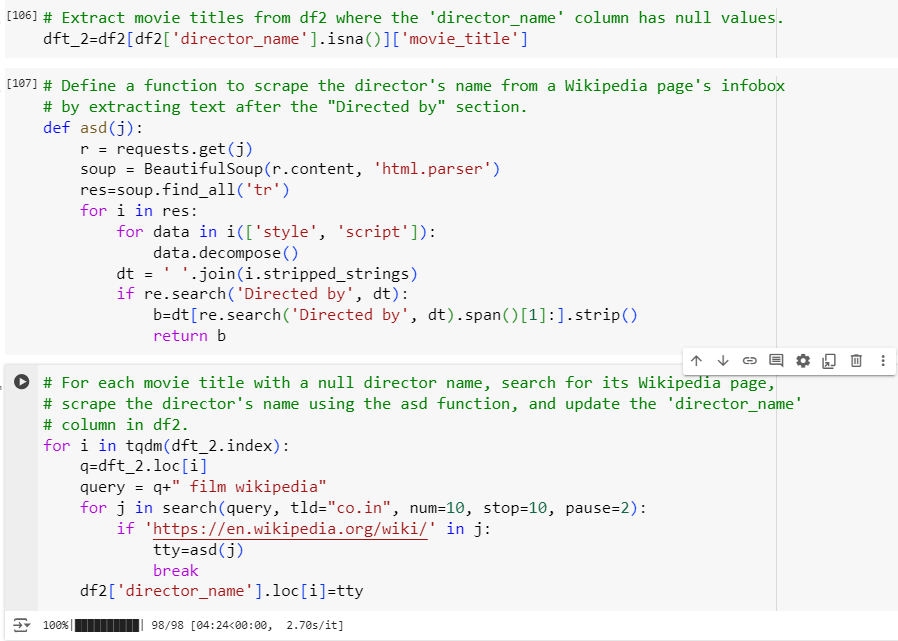 [106] # Extract movie titles from df2 where the 'director_name' column has null values.
dft_2=df2[df2['director_name'].isna()]['movie_title']
[107] # Define a function to scrape the director's name from a Wikipedia page's infobox
# by extracting text after the "Directed by" section.
def asd(j):
    r = requests.get(j)
    soup = BeautifulSoup(r.content, 'html.parser')
    res=soup.find_all('tr')
    for i in res:
        for data in i(['style', 'script']):
            data.decompose()
        dt = ' '.join(i.stripped_strings)
        if re.search('Directed by', dt):
            b=dt[re.search('Directed by', dt).span()[1]:].strip()
            return b
# For each movie title with a null director name, search for its Wikipedia page,
# scrape the director's name using the asd function, and update the 'director_name'
# column in df2.
for i in tqdm(dft_2.index):
    q=dft_2.loc[i]
    query = q+" film wikipedia"
    for j in search(query, tld="co.in", num=10, stop=10, pause=2):
        if 'https://en.wikipedia.org/wiki/' in j:
            tty=asd(j)
            break
    df2['director_name'].loc[i]=tty
100%|██████████| 98/98 [04:24<00:00,  2.70s/it]